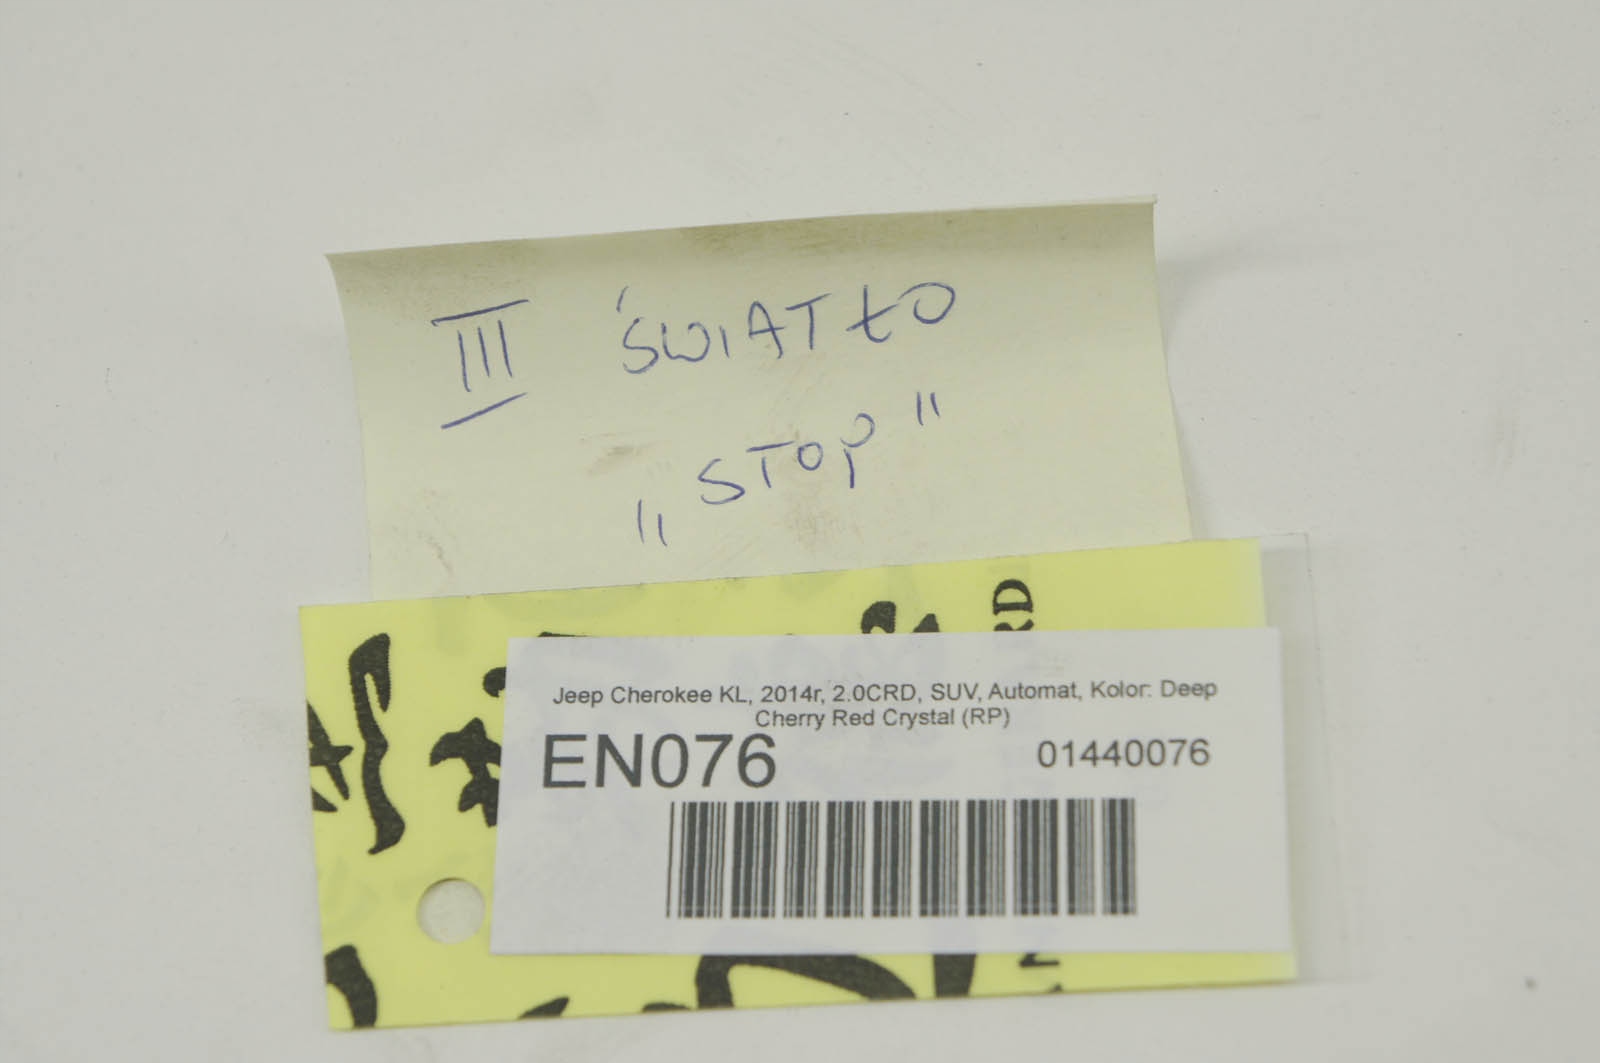 III ŚWIATŁO
„STOP"
RD
Jeep Cherokee KL, 2014r, 2.0CRD, SUV, Automat, Kolor: Deep
Cherry Red Crystal (RP)
EN076 01440076